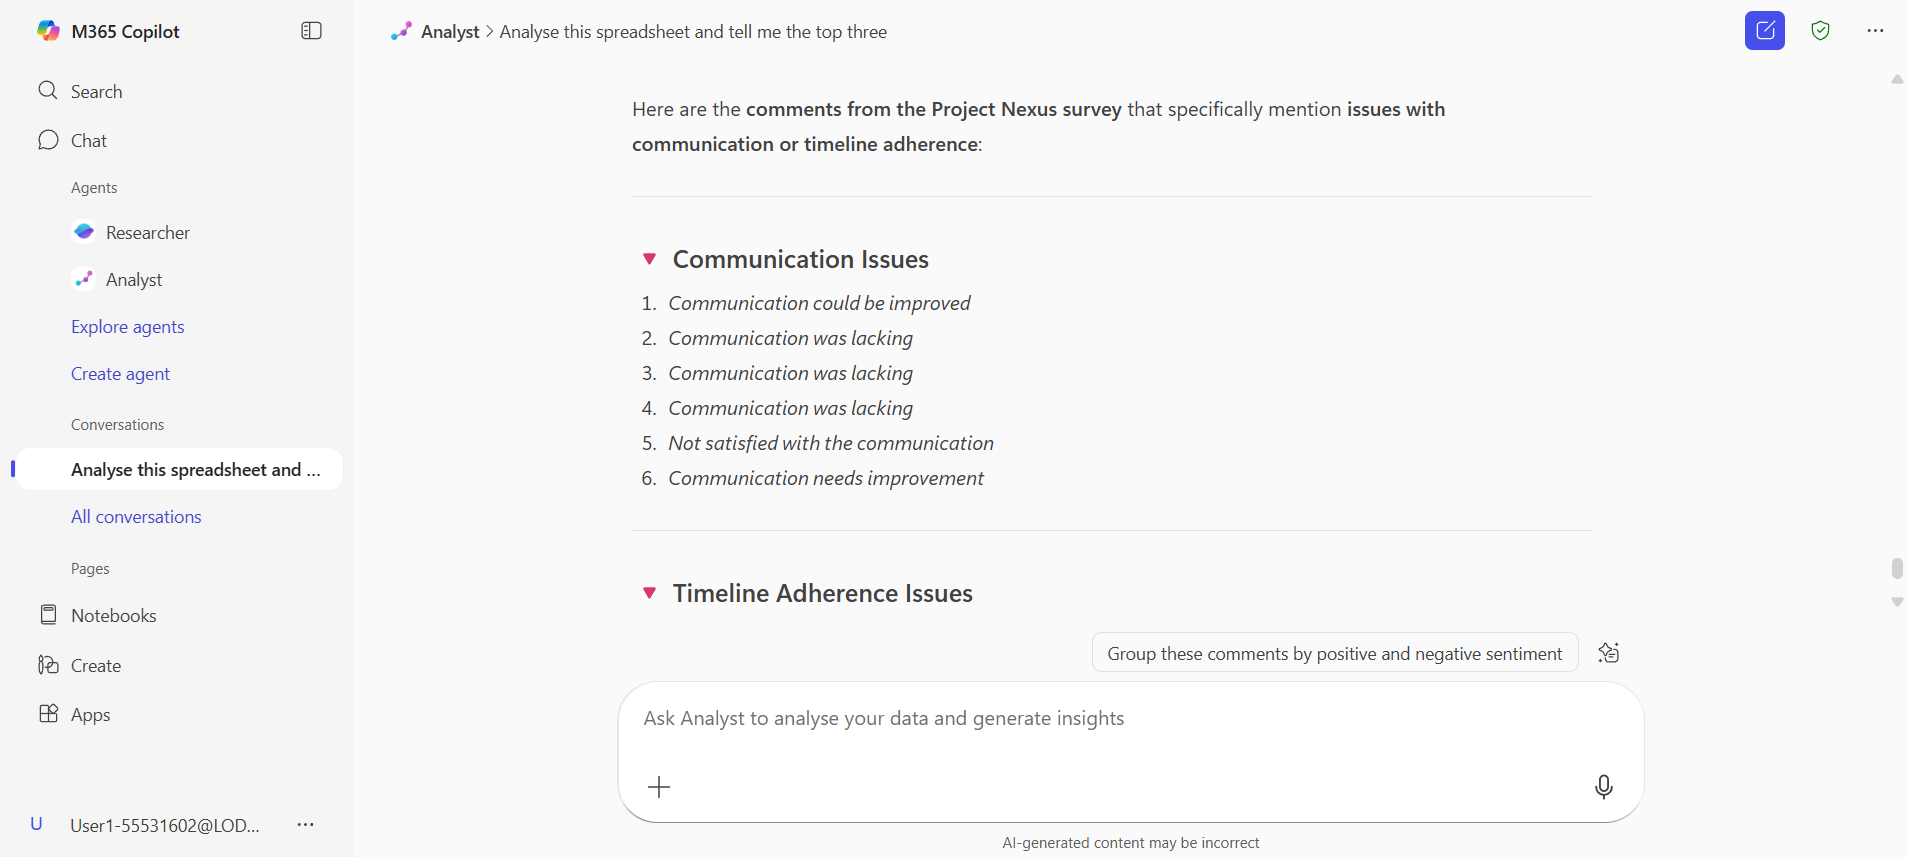 M365 Copilot
Search
Chat
Agents
Researcher
Analyst
Explore agents
Create agent
Conversations
Analyse this spreadsheet and ...
All conversations
Pages
Notebooks
Create
Apps
U
User1-55531602@LOD...
Analyst > Analyse this spreadsheet and tell me the top three
Here are the comments from the Project Nexus survey that specifically mention issues with
communication or timeline adherence:
Communication Issues
1. Communication could be improved
2. Communication was lacking
3. Communication was lacking
4. Communication was lacking
5. Not satisfied with the communication
6. Communication needs improvement
Timeline Adherence Issues
Group these comments by positive and negative sentiment
Ask Analyst to analyse your data and generate insights
AI-generated content may be incorrect